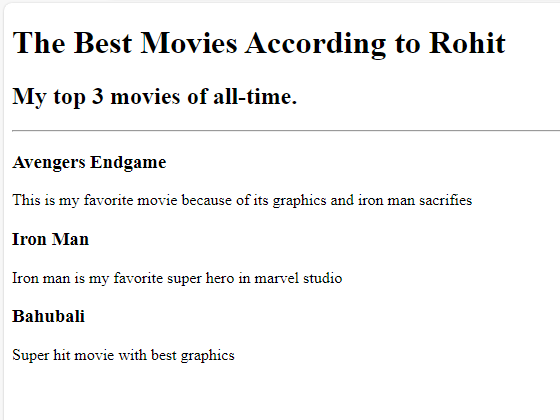 The Best Movies According to Rohit
My top 3 movies of all-time.
Avengers Endgame
This is my favorite movie because of its graphics and iron man sacrifies
Iron Man
Iron man is my favorite super hero in marvel studio
Bahubali
Super hit movie with best graphics